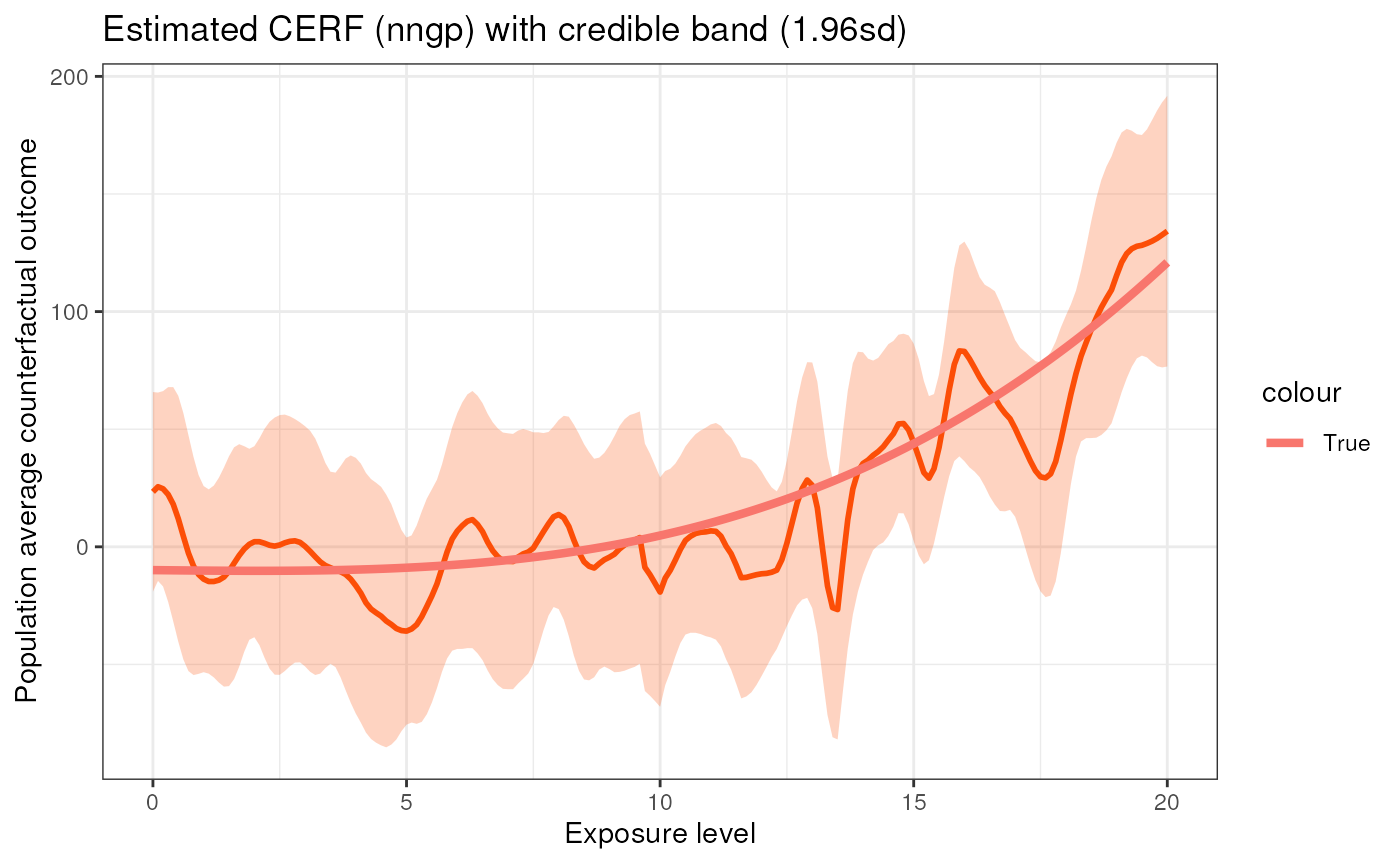 Estimated CERF (nngp) with credible band (1.96sd)
Population average counterfactual outcome
200
100
0
0
5
10
15
20
Exposure level
colour
True